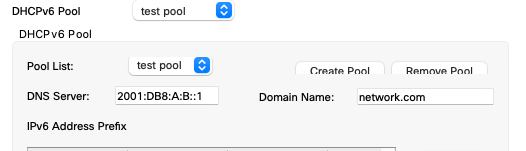 DHCPv6 Pool test pool
DHCPv6 Pool
Pool List: test pool Create Pool Remove Pool
DNS Server: 2001:DB8:A:B::1 Domain Name: network.com
IPv6 Address Prefix